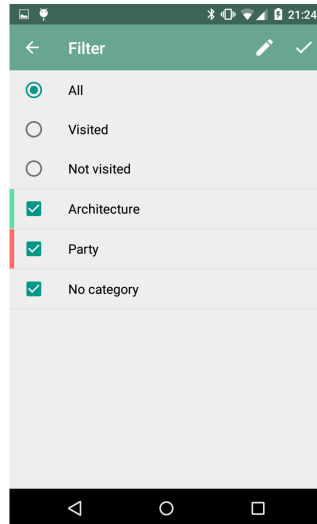 21:24
Filter
All
Visited
Not visited
Architecture
Party
No category